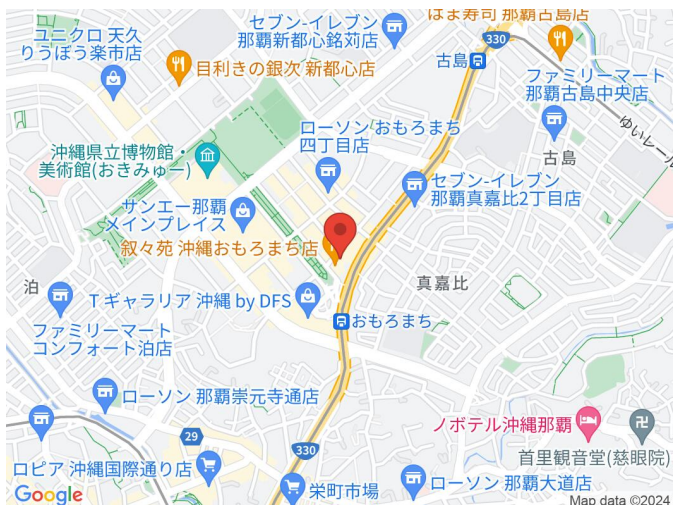 セブン-イレブン
那覇新都心銘苅店
はま寿司 那覇古島店
330
ユニクロ 天久
りうぼう楽市店
古島
目利きの銀次 新都心店
ファミリーマート
那覇古島中央店
ゆいレール
ローソン おもろまち
四丁目店
沖縄県立博物館・
美術館(おきみゅー)
古島
セブン-イレブン
那覇真嘉比2丁目店
サンエー那覇
メインプレイス
叙々苑 沖縄おもろまち店
真嘉比
泊
T ギャラリア 沖縄 by DFS
おもろまち
ファミリーマート
コンフォート泊店
ローソン 那覇崇元寺通店
ノボテル沖縄那覇
29
330
首里観音堂(慈眼院)
ロピア 沖縄国際通り店
栄町市場
ローソン 那覇大道店
Google
Map data ©2024